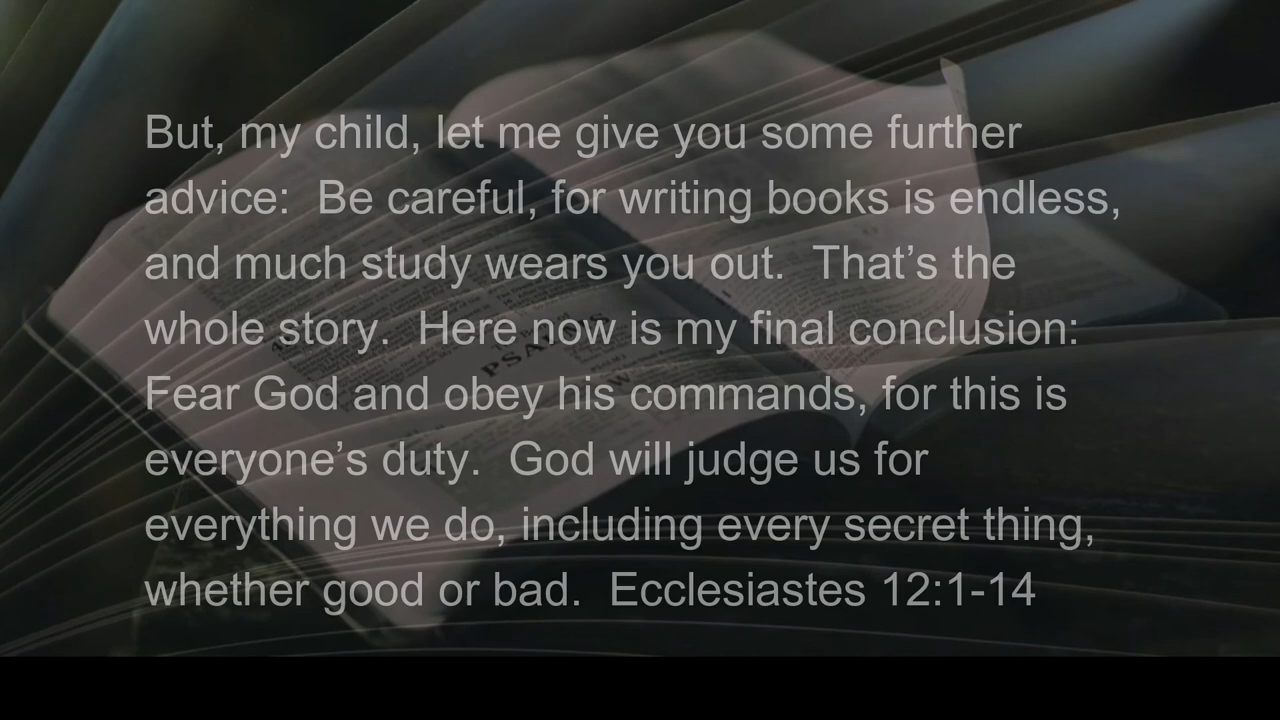 But, my child, let me give you some further
advice:  Be careful, for writing books is endless,
and much study wears you out.  That’s the
whole story.  Here now is my final conclusion:
Fear God and obey his commands, for this is
everyone’s duty.  God will judge us for
everything we do, including every secret thing,
whether good or bad.  Ecclesiastes 12:1-14
PSALMS